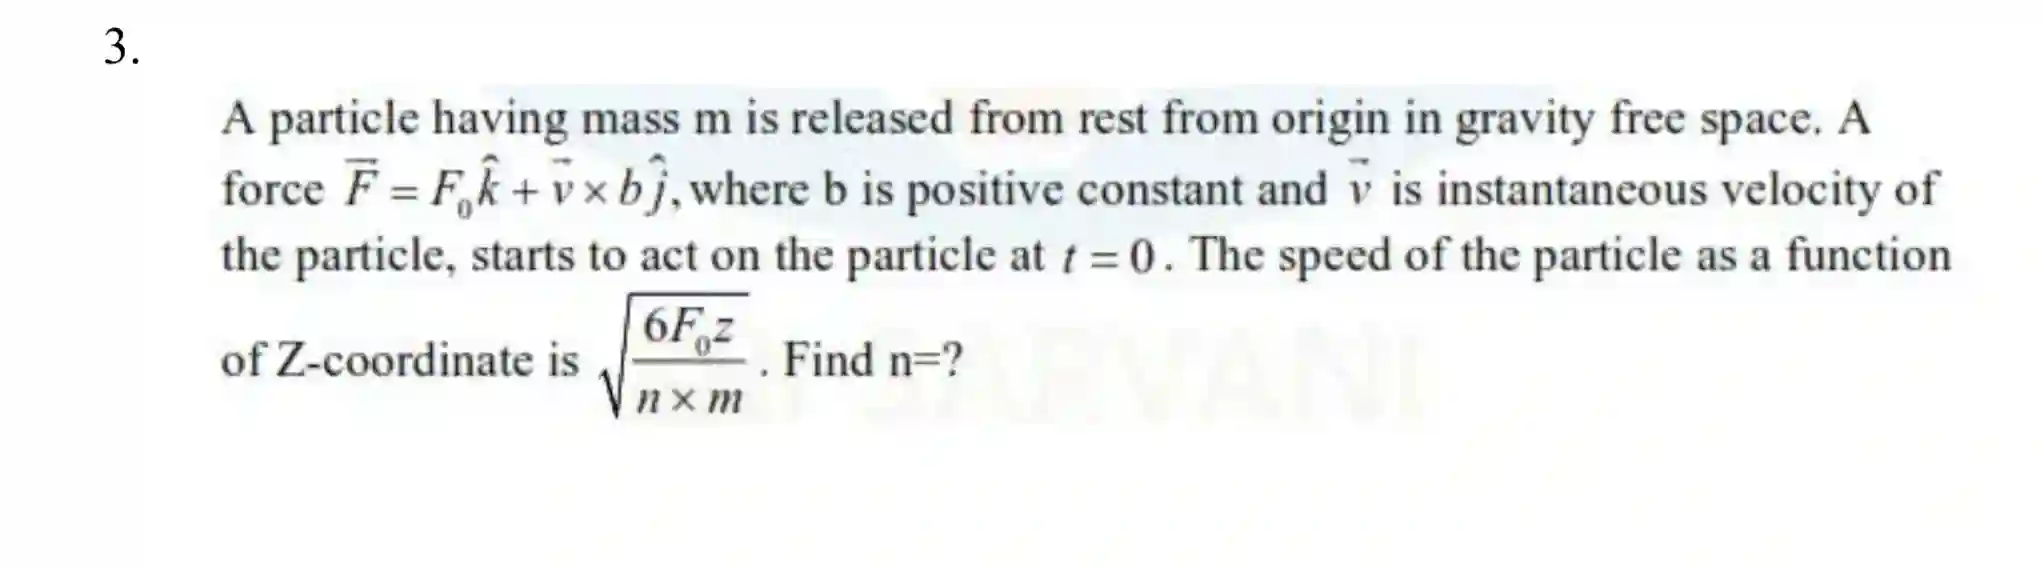 3.
A particle having mass m is released from rest from origin in gravity free space. A
force $\overline{F} = F_0\hat{k} + \vec{v} \times b\hat{j}$, where b is positive constant and $\vec{v}$ is instantaneous velocity of
the particle, starts to act on the particle at $t = 0$. The speed of the particle as a function
of Z-coordinate is $\sqrt{\frac{6F_0z}{n \times m}}$. Find n=?